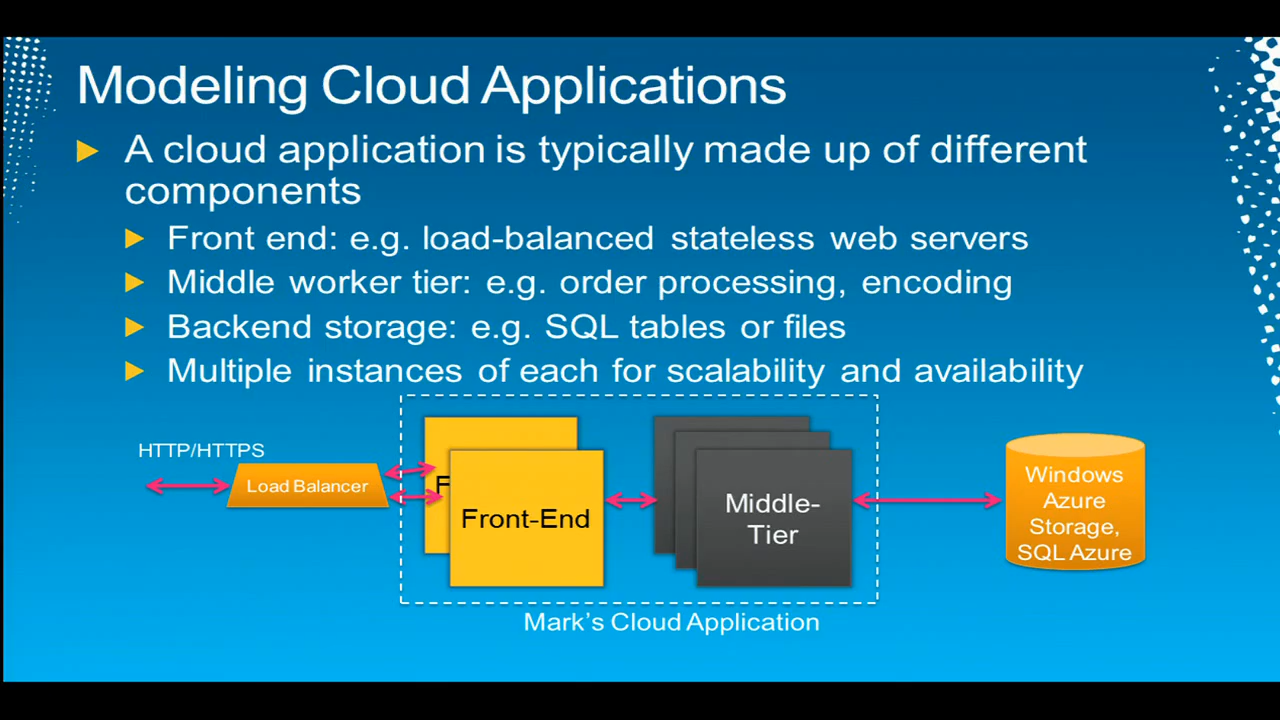 Modeling Cloud Applications
A cloud application is typically made up of different
components
Front end: e.g. load-balanced stateless web servers
Middle worker tier: e.g. order processing, encoding
Backend storage: e.g. SQL tables or files
Multiple instances of each for scalability and availability
HTTP/HTTPS
Load Balancer
F
Front-End
Middle-
Tier
Windows
Azure
Storage,
SQL Azure
Mark's Cloud Application